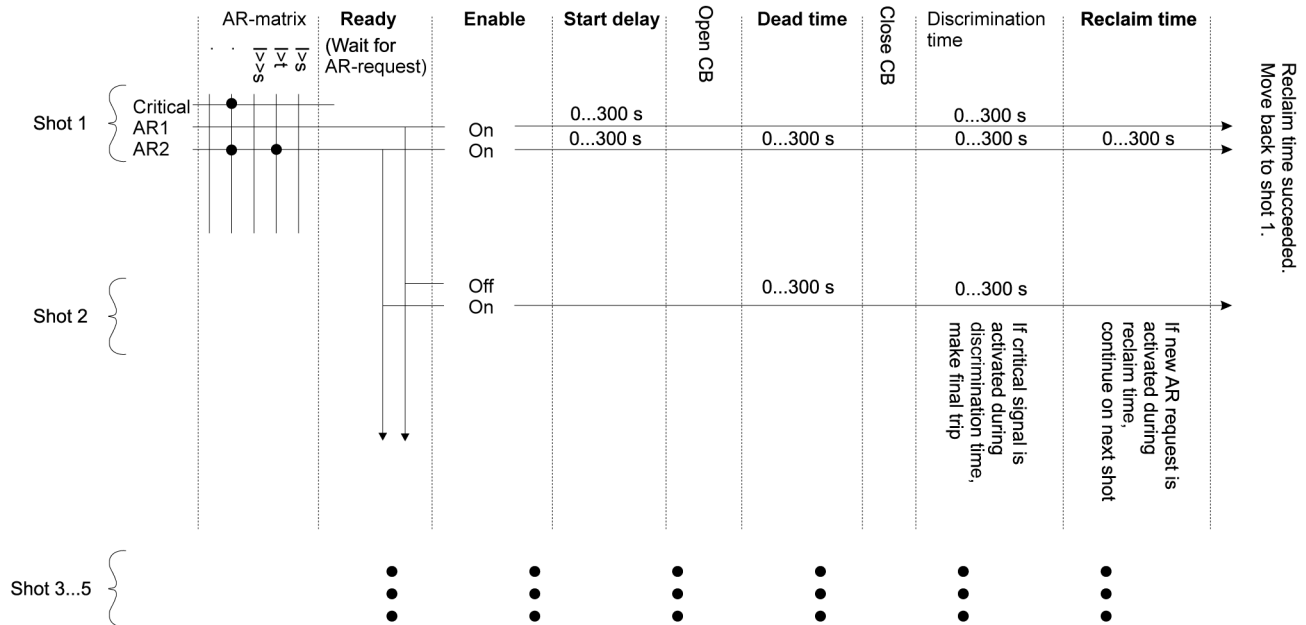 AR-matrix
. .
I>>s
I>t
I>s
Ready
(Wait for
AR-request)
Enable
Start delay
Open CB
Dead time
Close CB
Discrimination
time
Reclaim time
Reclaim time succeeded.
Move back to shot 1.
Shot 1
Critical
AR1
AR2
0...300 s
0...300 s
On
On
0...300 s
0...300 s
0...300 s
0...300 s
Shot 2
Off
On
0...300 s
0...300 s
If critical signal is
activated during
discrimination time,
make final trip
If new AR request is
activated during
reclaim time,
continue on next shot
Shot 3...5